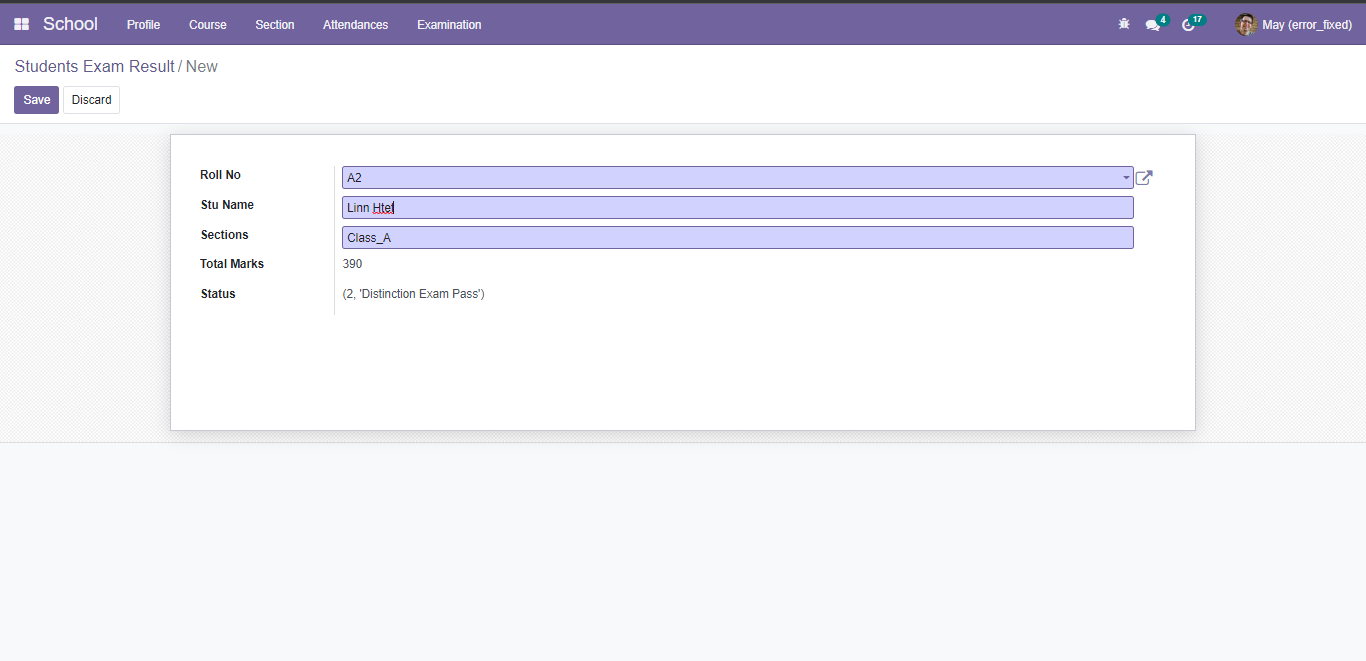 School Profile Course Section Attendances Examination 4 17 May (error_fixed)
Students Exam Result / New
Save Discard
Roll No A2
Stu Name Linn Htet
Sections Class_A
Total Marks 390
Status (2, 'Distinction Exam Pass')